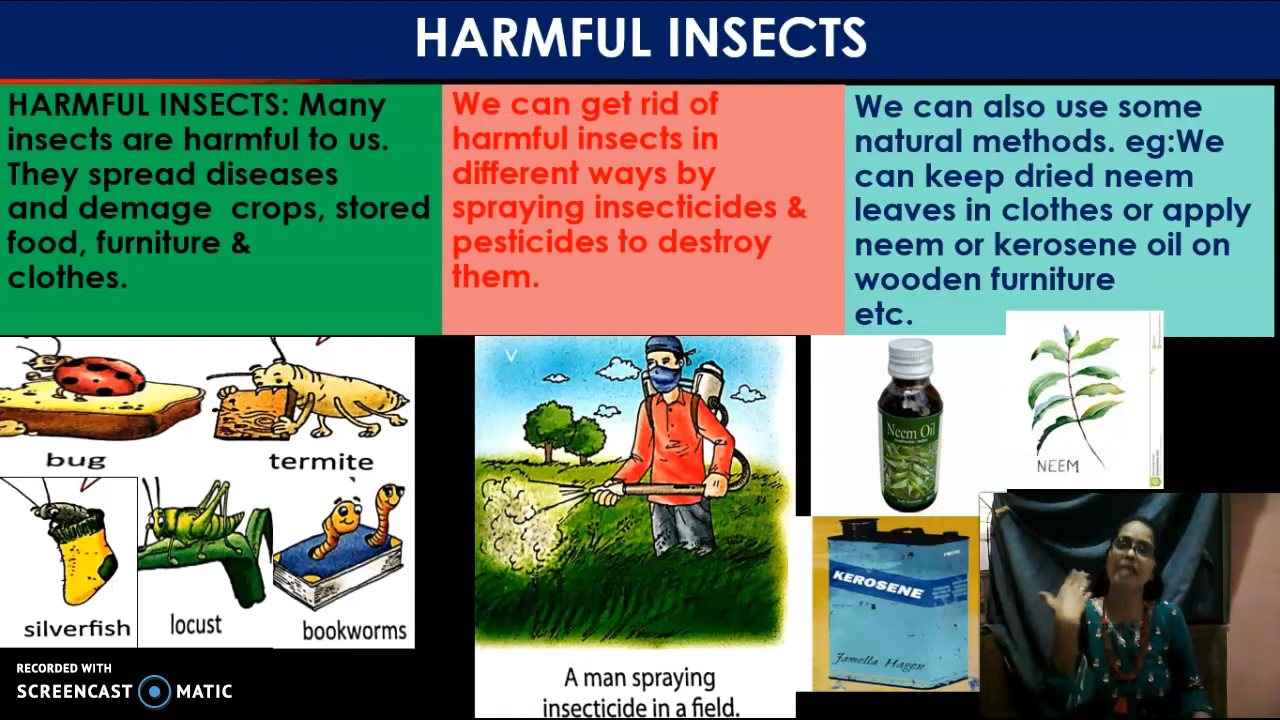 HARMFUL INSECTS
HARMFUL INSECTS: Many
insects are harmful to us.
They spread diseases
and demage crops, stored
food, furniture &
clothes.
We can get rid of
harmful insects in
different ways by
spraying insecticides &
pesticides to destroy
them.
We can also use some
natural methods. eg:We
can keep dried neem
leaves in clothes or apply
neem or kerosene oil on
wooden furniture
etc.
bug
termite
silverfish
locust
bookworms
A man spraying
insecticide in a field.
Neem Oil
NEEM
KEROSENE
Jamella Hagen
RECORDED WITH
SCREENCAST MATIC